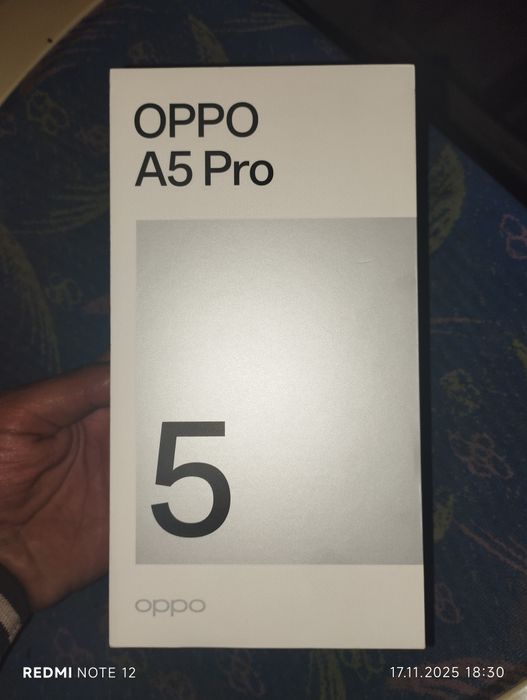 OPPO
A5 Pro
5
oppo
REDMI NOTE 12
17.11.2025 18:30